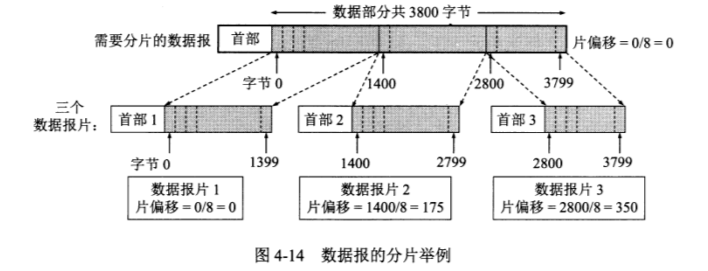 数据部分共 3800 字节
需要分片的数据报 首部 片偏移 = 0/8 = 0
字节 0 1400 2800 3799
三个
数据报片： 首部 1 首部 2 首部 3
字节 0 1399 1400 2799 2800 3799
数据报片 1 数据报片 2 数据报片 3
片偏移 = 0/8 = 0 片偏移 = 1400/8 = 175 片偏移 = 2800/8 = 350
图 4-14 数据报的分片举例